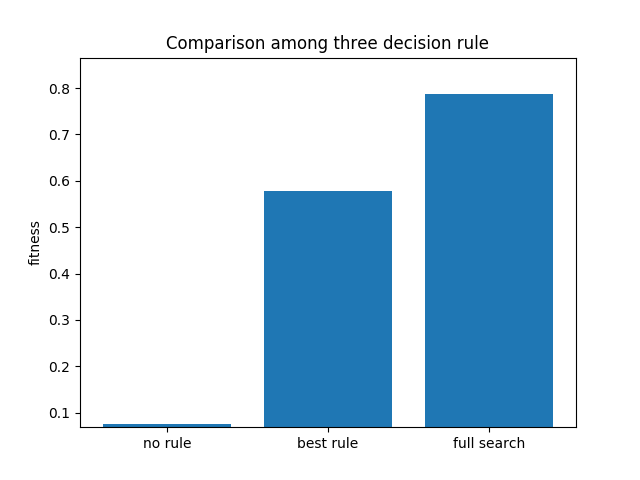 Comparison among three decision rule
fitness
0.8
0.7
0.6
0.5
0.4
0.3
0.2
0.1
no rule
best rule
full search